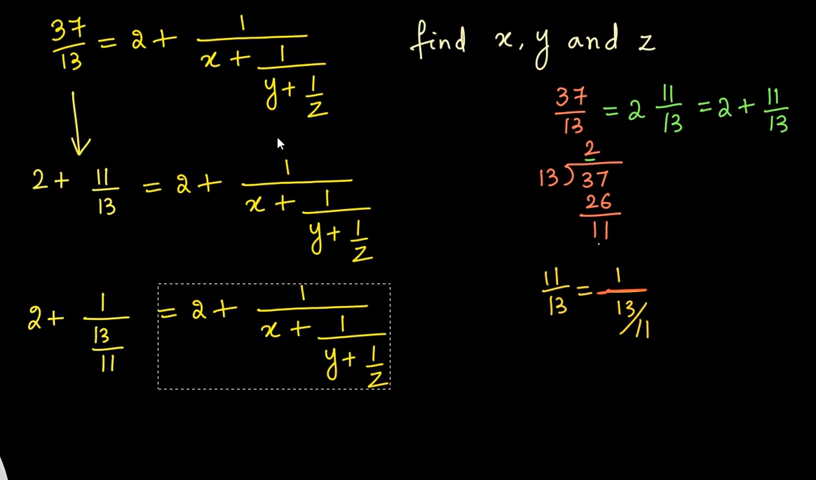 37/13 = 2 + 1/(x + 1/(y + 1/z))
find x, y and z
37/13 = 2 11/13 = 2 + 11/13
2
13)37
26
11
2 + 11/13 = 2 + 1/(x + 1/(y + 1/z))
11/13 = 1/(13/11)
2 + 1/(13/11) = 2 + 1/(x + 1/(y + 1/z))